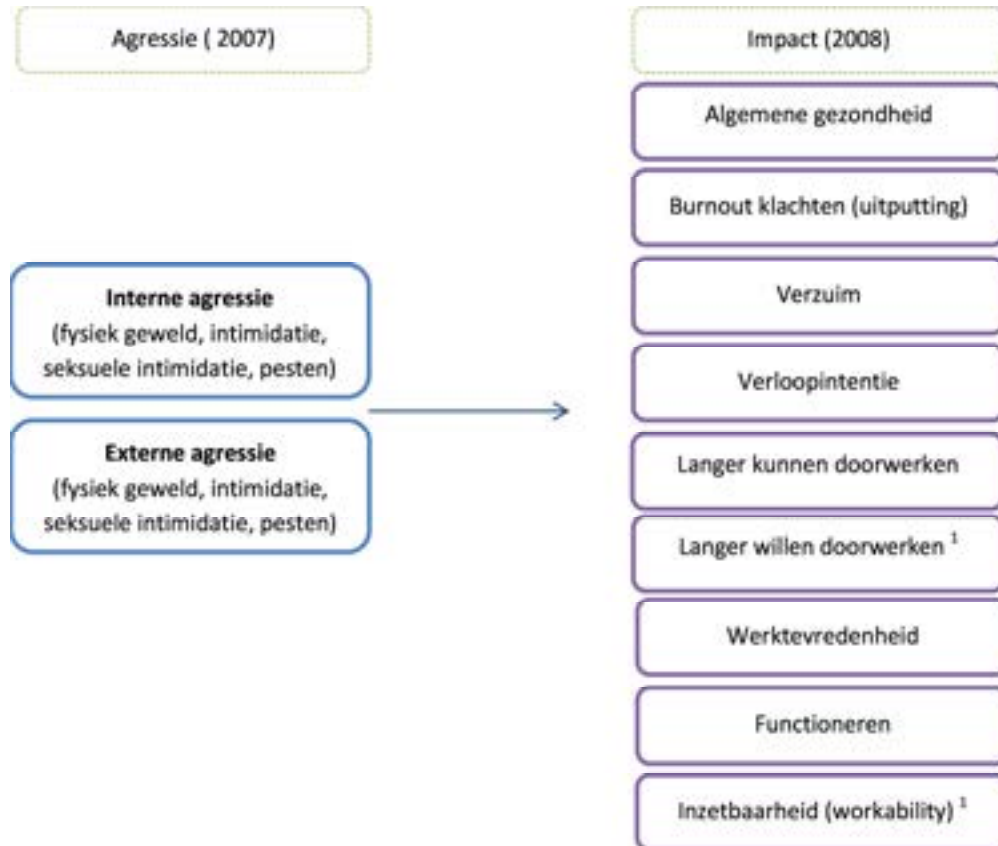 Agressie ( 2007)
Interne agressie
(fysiek geweld, intimidatie,
seksuele intimidatie, pesten)
Externe agressie
(fysiek geweld, intimidatie,
seksuele intimidatie, pesten)
Impact (2008)
Algemene gezondheid
Burnout klachten (uitputting)
Verzuim
Verloopintentie
Langer kunnen doorwerken
Langer willen doorwerken 1
Werktevredenheid
Functioneren
Inzetbaarheid (workability) 1